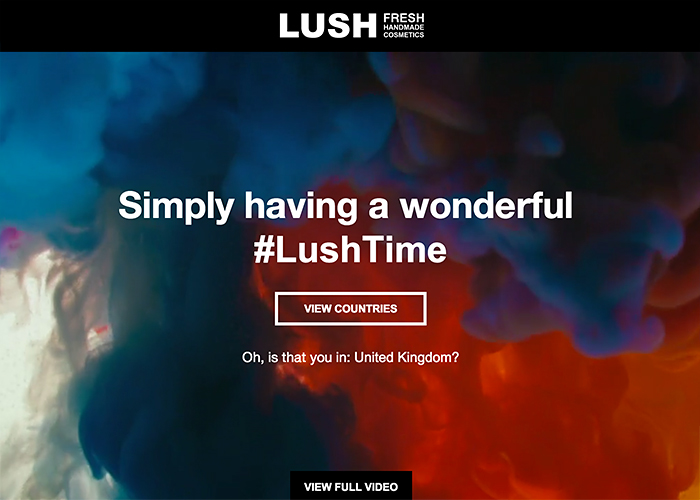 LUSH
FRESH
HANDMADE
COSMETICS
Simply having a wonderful
#LushTime
VIEW COUNTRIES
Oh, is that you in: United Kingdom?
VIEW FULL VIDEO